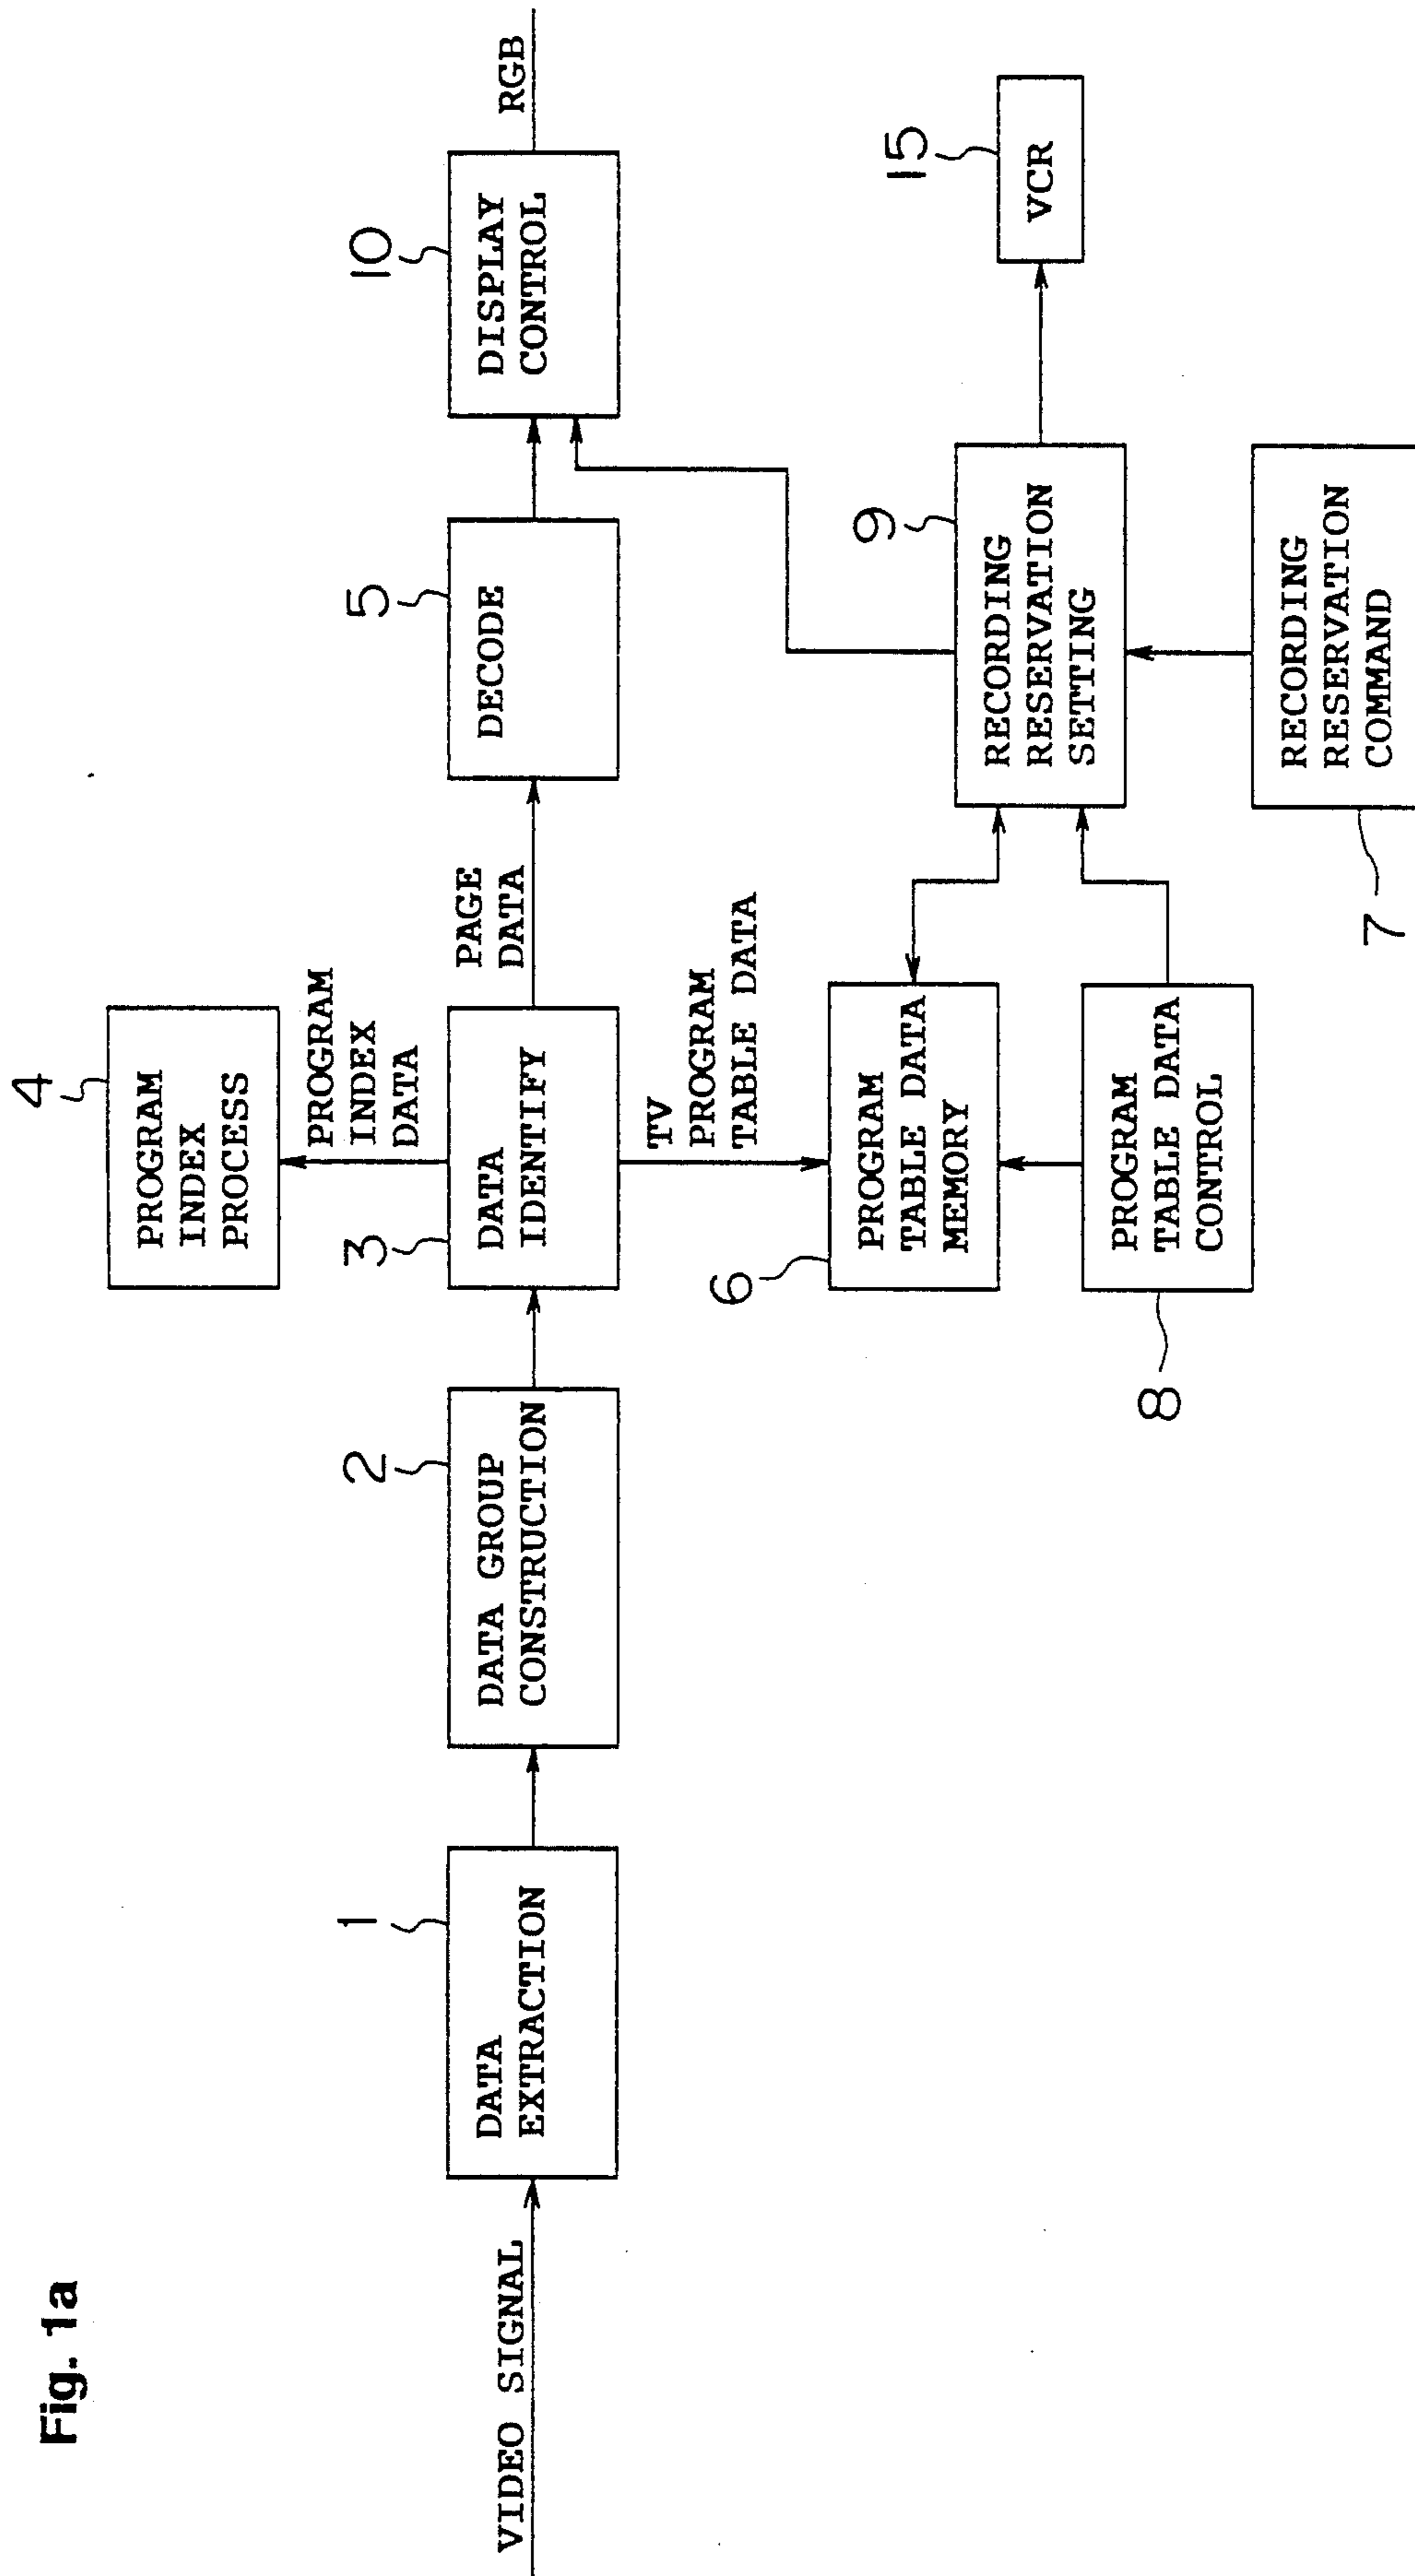 Fig. 1a
VIDEO SIGNAL
1
DATA
EXTRACTION
2
DATA GROUP
CONSTRUCTION
3
DATA
IDENTIFY
4
PROGRAM
INDEX
PROCESS
PROGRAM
INDEX
DATA
PAGE
DATA
TV
PROGRAM
TABLE DATA
5
DECODE
10
DISPLAY
CONTROL
RGB
6
PROGRAM
TABLE DATA
MEMORY
8
PROGRAM
TABLE DATA
CONTROL
9
RECORDING
RESERVATION
SETTING
7
RECORDING
RESERVATION
COMMAND
15
VCR